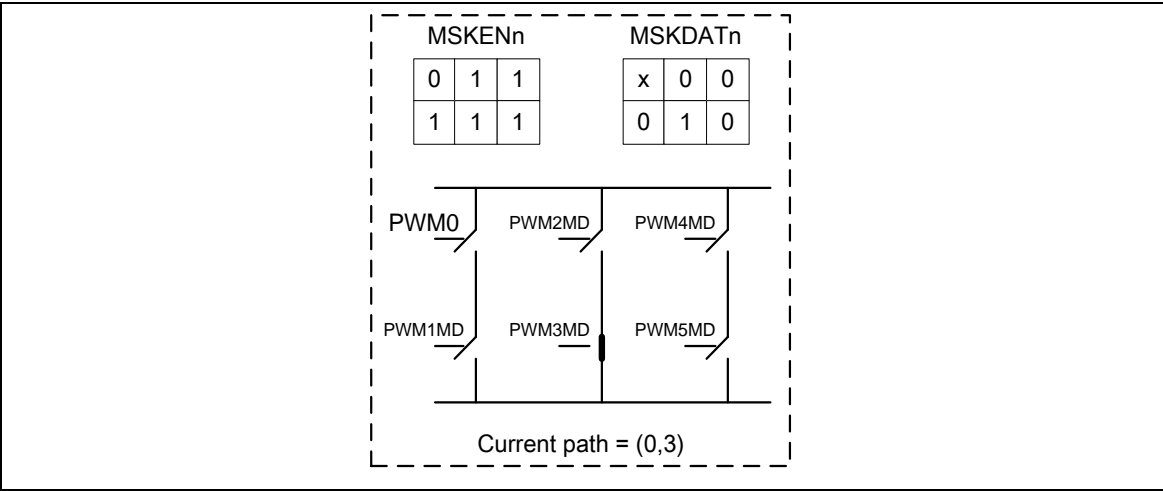 MSKENn MSKDATn
0 1 1 x 0 0
1 1 1 0 1 0
PWM0 PWM2MD PWM4MD
PWM1MD PWM3MD PWM5MD
Current path = (0,3)